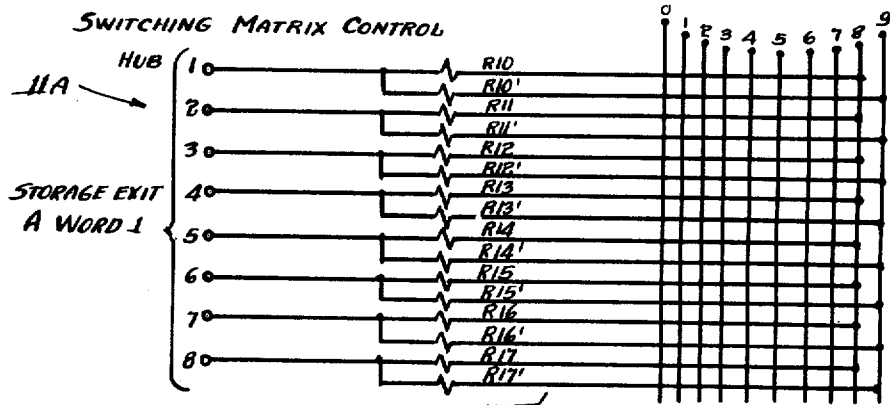 SWITCHING MATRIX CONTROL
0 1 2 3 4 5 6 7 8 9
HUB
11A
1 R10
R10'
2 R11
R11'
3 R12
R12'
STORAGE EXIT
A WORD 1
4 R13
R13'
5 R14
R14'
6 R15
R15'
7 R16
R16'
8 R17
R17'